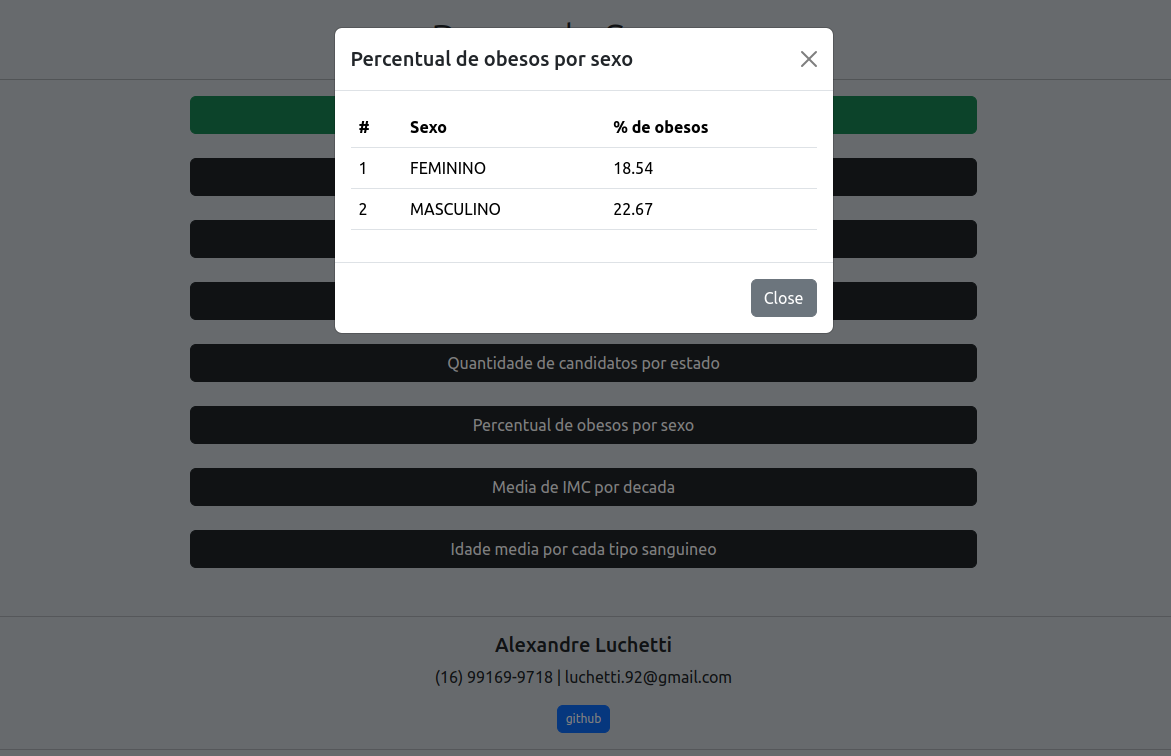 Percentual de obesos por sexo
# Sexo % de obesos
1 FEMININO 18.54
2 MASCULINO 22.67
Close
Quantidade de candidatos por estado
Percentual de obesos por sexo
Media de IMC por decada
Idade media por cada tipo sanguineo
Alexandre Luchetti
(16) 99169-9718 | luchetti.92@gmail.com
github